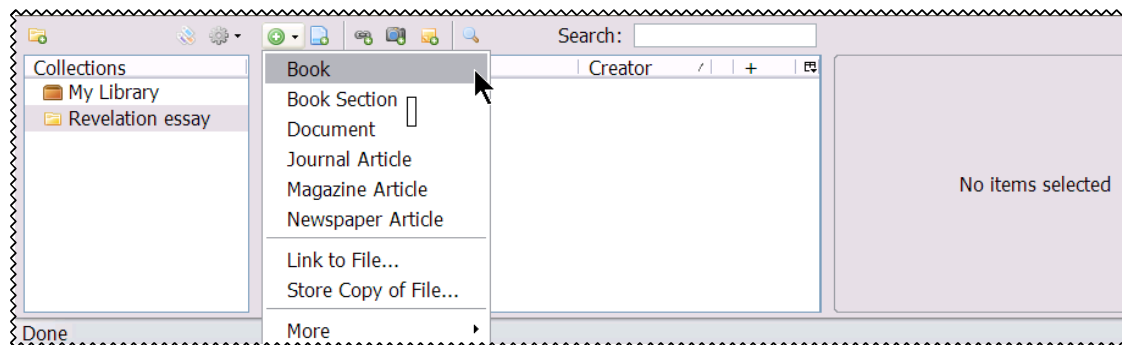 Search:
Collections
Creator
+
My Library
Revelation essay
Book
Book Section
Document
Journal Article
Magazine Article
Newspaper Article
Link to File...
Store Copy of File...
More
No items selected
Done